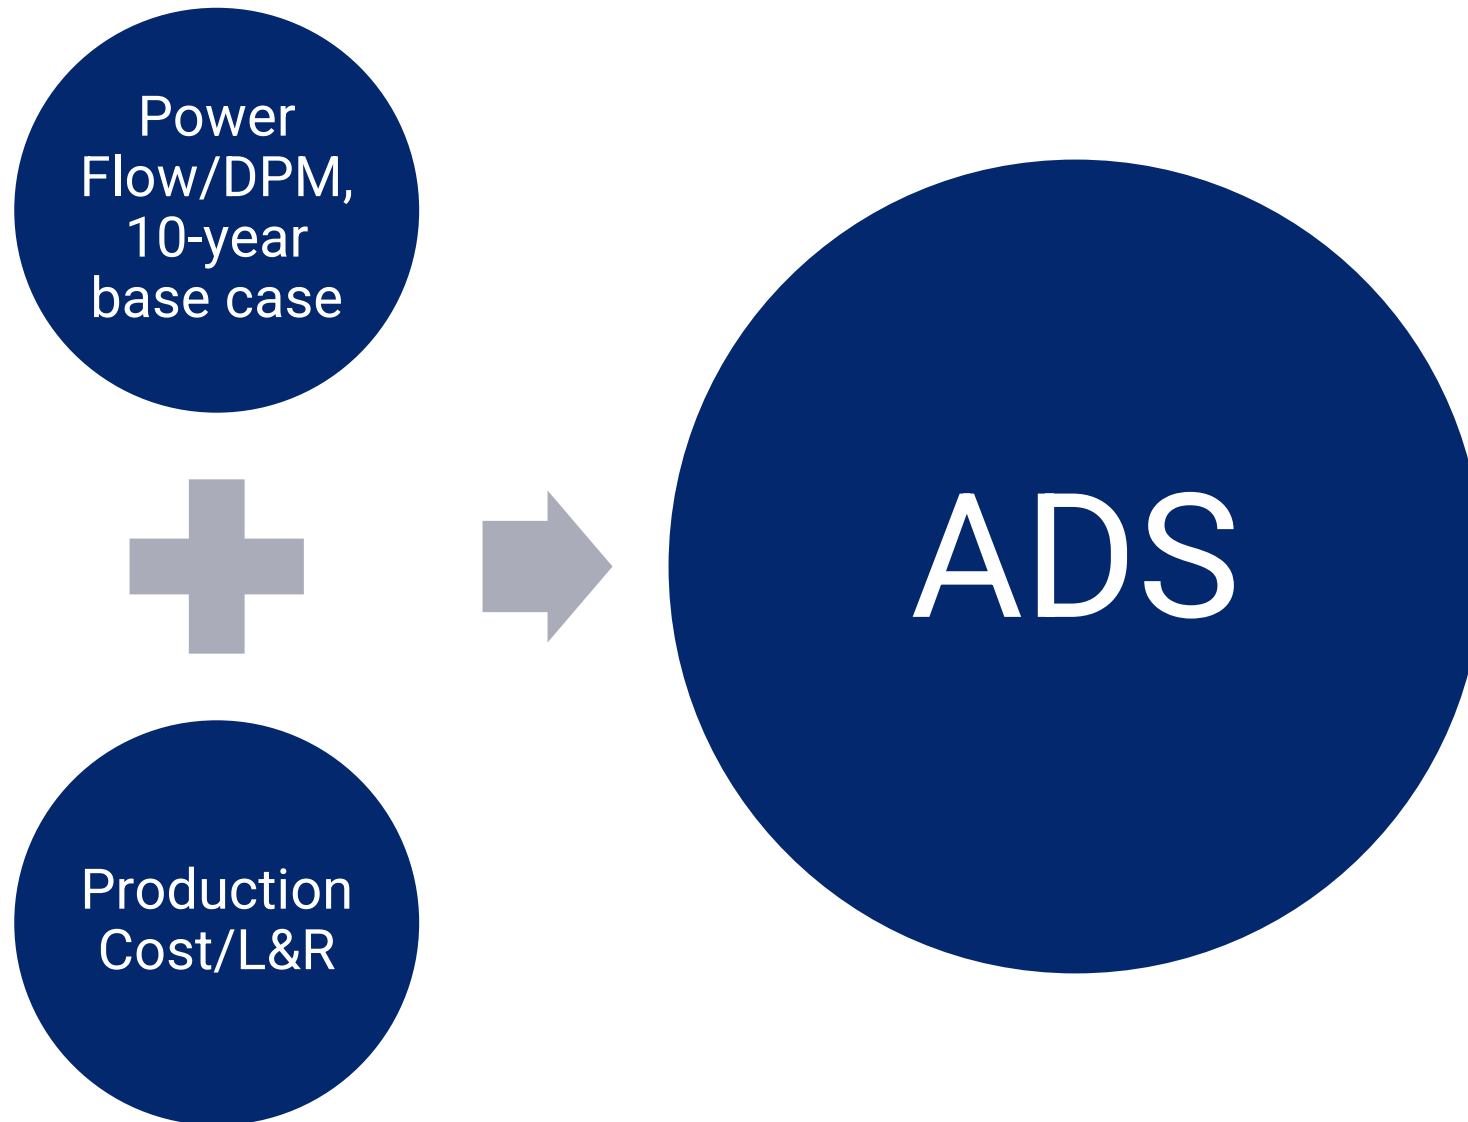 Power
Flow/DPM,
10-year
base case
Production
Cost/L&R
ADS